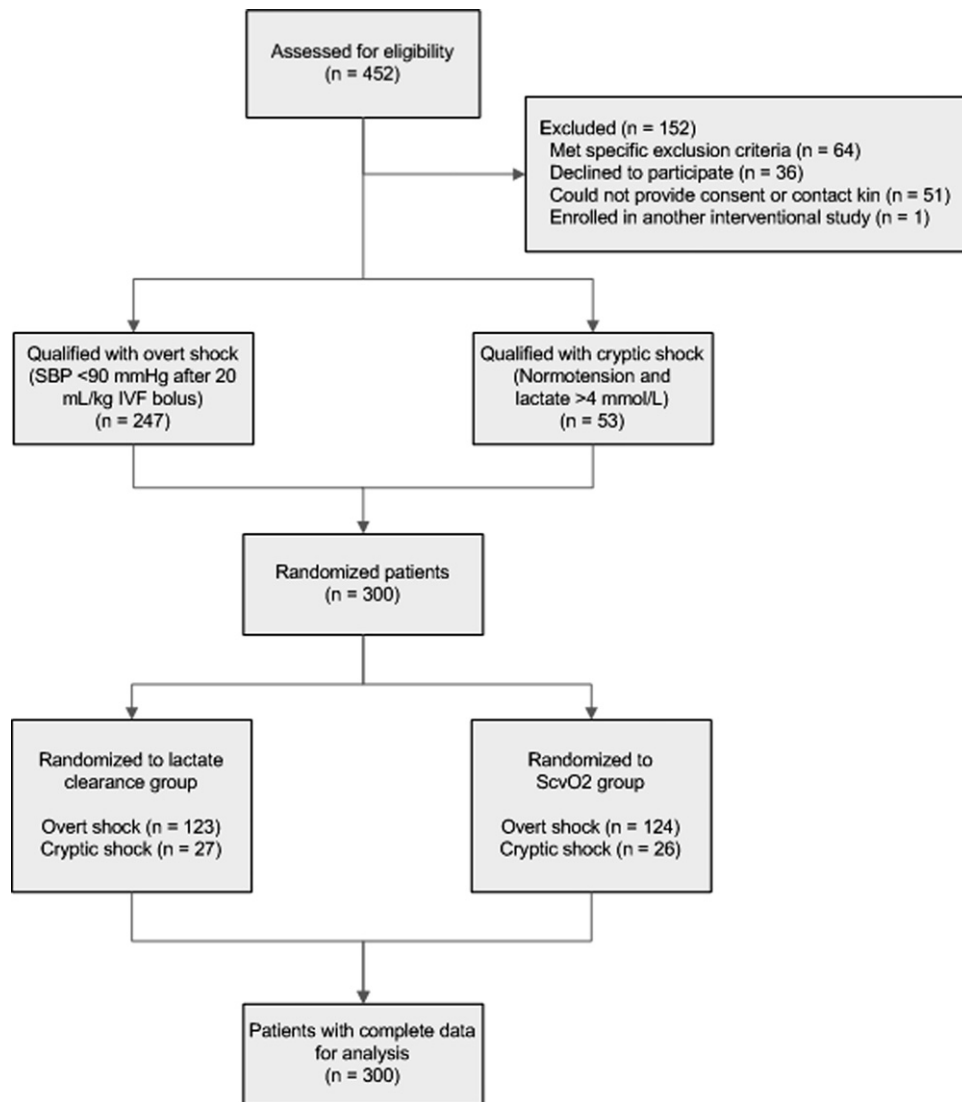 Assessed for eligibility
(n = 452)
Excluded (n = 152)
Met specific exclusion criteria (n = 64)
Declined to participate (n = 36)
Could not provide consent or contact kin (n = 51)
Enrolled in another interventional study (n = 1)
Qualified with overt shock
(SBP <90 mmHg after 20
mL/kg IVF bolus)
(n = 247)
Qualified with cryptic shock
(Normotension and
lactate >4 mmol/L)
(n = 53)
Randomized patients
(n = 300)
Randomized to lactate
clearance group
Overt shock (n = 123)
Cryptic shock (n = 27)
Randomized to
ScvO2 group
Overt shock (n = 124)
Cryptic shock (n = 26)
Patients with complete data
for analysis
(n = 300)